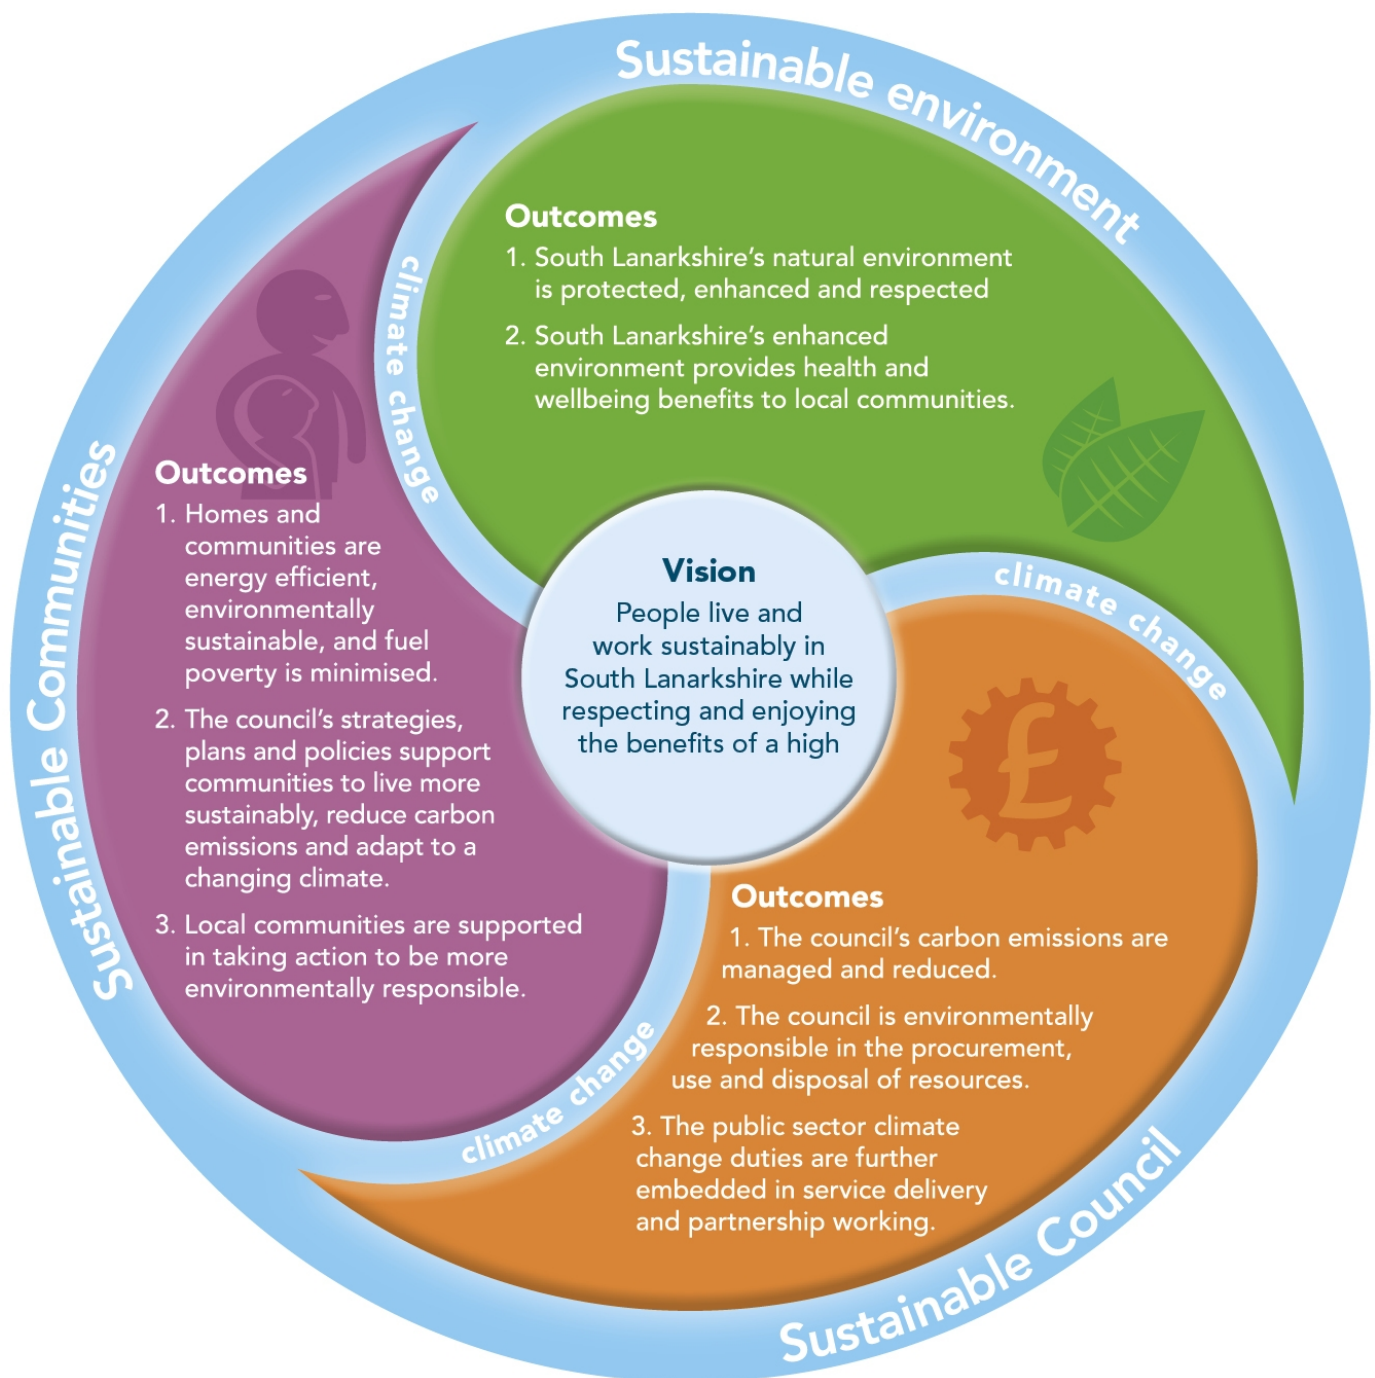 Sustainable environment
Outcomes
1. South Lanarkshire’s natural environment
is protected, enhanced and respected
2. South Lanarkshire’s enhanced
environment provides health and
wellbeing benefits to local communities.
climate change
Sustainable Communities
Outcomes
1. Homes and
communities are
energy efficient,
environmentally
sustainable, and fuel
poverty is minimised.
2. The council’s strategies,
plans and policies support
communities to live more
sustainably, reduce carbon
emissions and adapt to a
changing climate.
3. Local communities are supported
in taking action to be more
environmentally responsible.
climate change
Vision
People live and
work sustainably in
South Lanarkshire while
respecting and enjoying
the benefits of a high
climate change
£
Outcomes
1. The council’s carbon emissions are
managed and reduced.
2. The council is environmentally
responsible in the procurement,
use and disposal of resources.
3. The public sector climate
change duties are further
embedded in service delivery
and partnership working.
Sustainable Council